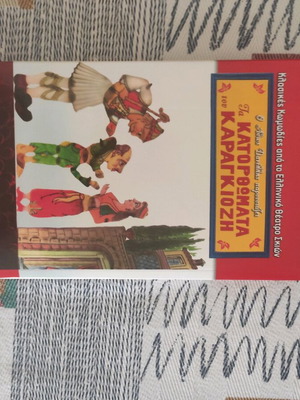 Κλασικές Κωμωδίες από το Ελληνικό Θέατρο Σκιών
Τα ΚΑΤΟΡΘΩΜΑΤΑ
του ΚΑΡΑΓΚΙΟΖΗ